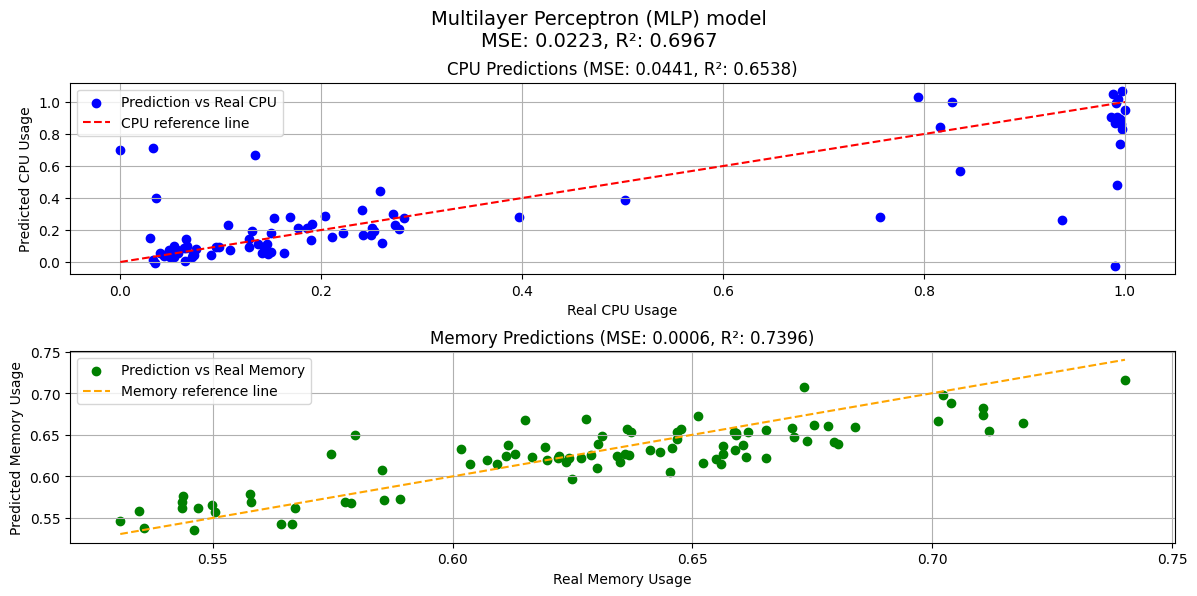 Multilayer Perceptron (MLP) model
MSE: 0.0223, R²: 0.6967
CPU Predictions (MSE: 0.0441, R²: 0.6538)
Prediction vs Real CPU
CPU reference line
Predicted CPU Usage
1.0
0.8
0.6
0.4
0.2
0.0
0.0 0.2 0.4 0.6 0.8 1.0
Real CPU Usage
Memory Predictions (MSE: 0.0006, R²: 0.7396)
Prediction vs Real Memory
Memory reference line
Predicted Memory Usage
0.75
0.70
0.65
0.60
0.55
0.55 0.60 0.65 0.70 0.75
Real Memory Usage